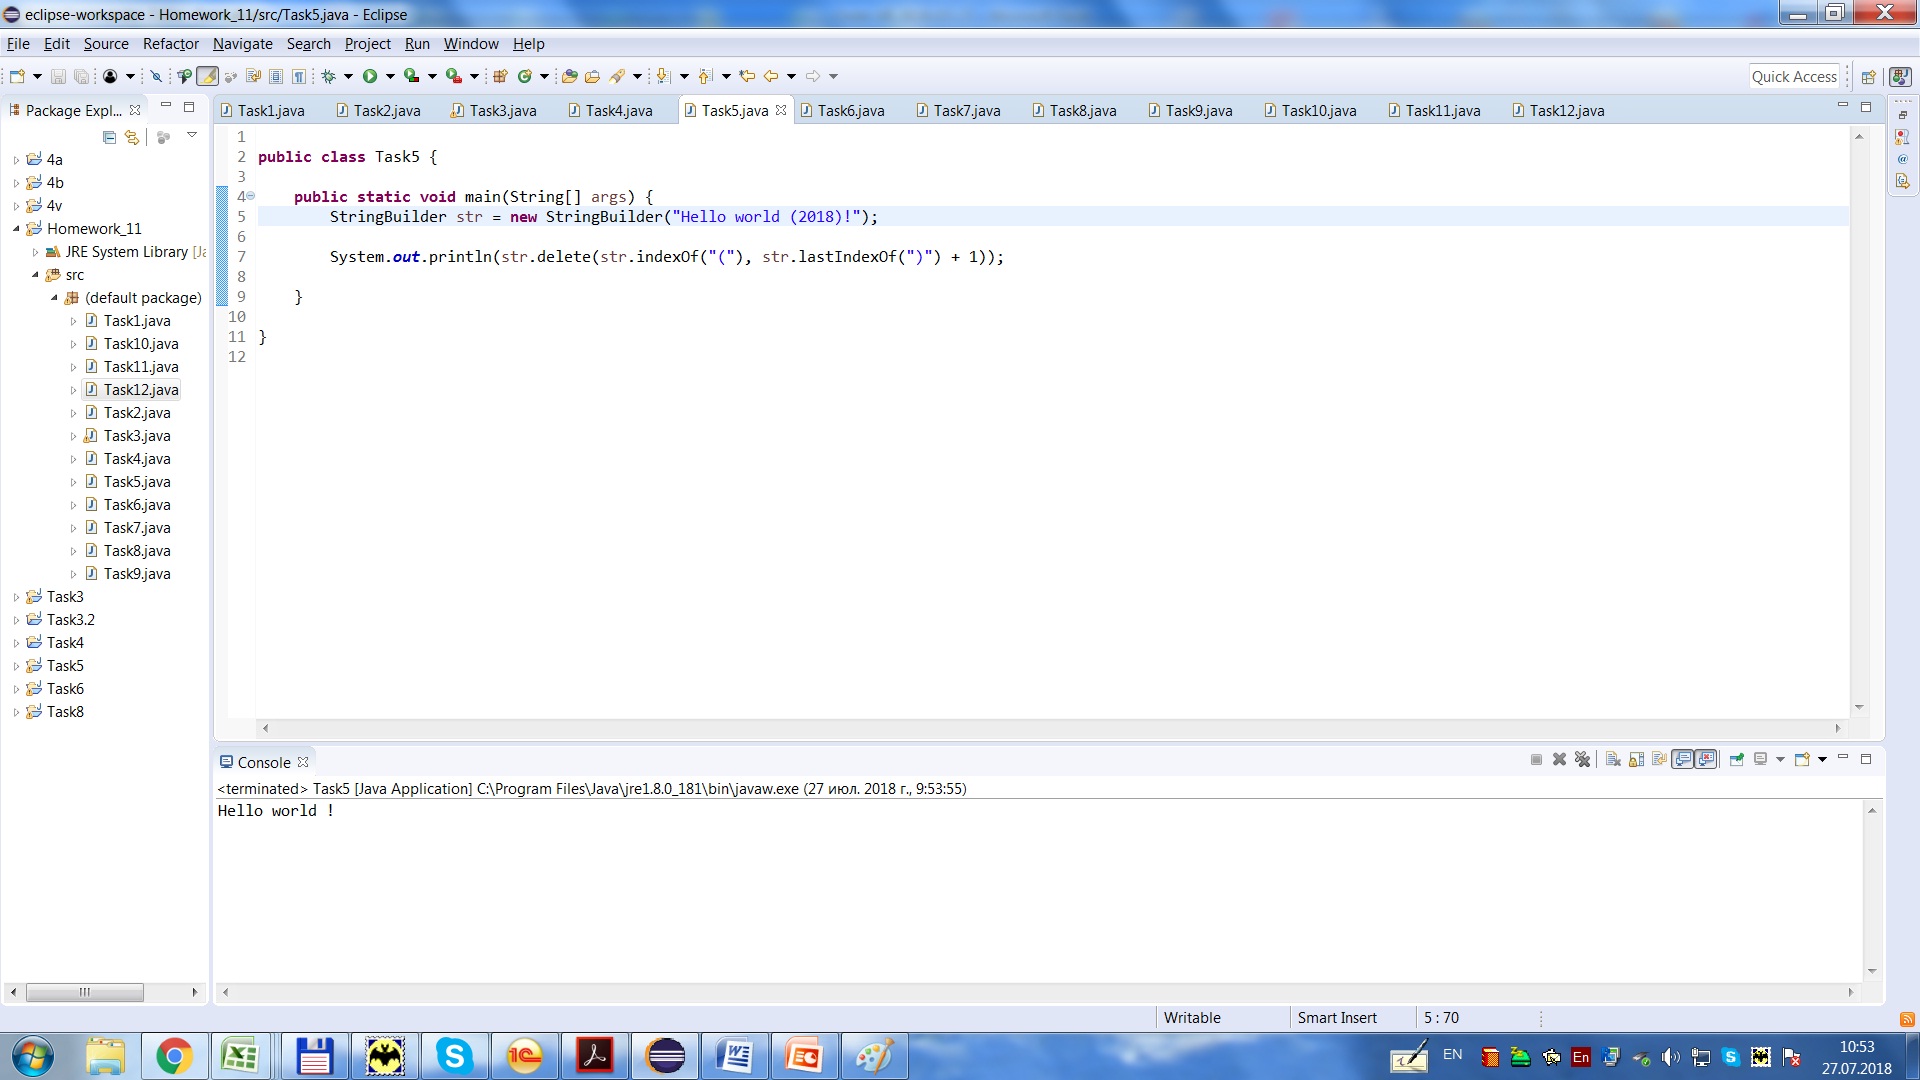 eclipse-workspace - Homework_11/src/Task5.java - Eclipse
File Edit Source Refactor Navigate Search Project Run Window Help
Quick Access
Package Expl...
Task1.java Task2.java Task3.java Task4.java Task5.java Task6.java Task7.java Task8.java Task9.java Task10.java Task11.java Task12.java
4a
4b
4v
Homework_11
JRE System Library
src
(default package)
Task1.java
Task10.java
Task11.java
Task12.java
Task2.java
Task3.java
Task4.java
Task5.java
Task6.java
Task7.java
Task8.java
Task9.java
Task3
Task3.2
Task4
Task5
Task6
Task8
1
2 public class Task5 {
3
4 public static void main(String[] args) {
5 StringBuilder str = new StringBuilder("Hello world (2018)!");
6
7 System.out.println(str.delete(str.indexOf("("), str.lastIndexOf(")") + 1));
8
9 }
10
11 }
12
Console
<terminated> Task5 [Java Application] C:\Program Files\Java\jre1.8.0_181\bin\javaw.exe (27 июл. 2018 г., 9:53:55)
Hello world !
Writable Smart Insert 5 : 70
EN En 10:53
27.07.2018